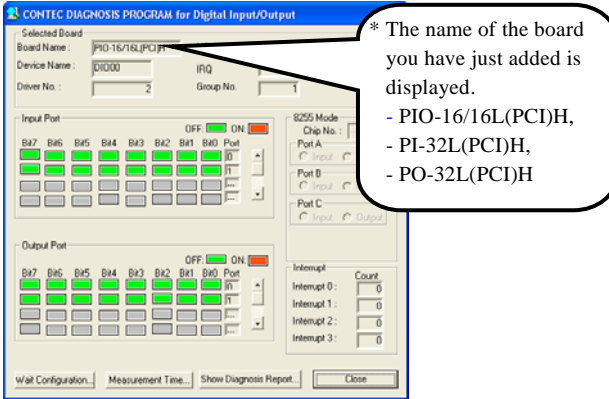 CONTEC DIAGNOSIS PROGRAM for Digital Input/Output
Selected Board
Board Name : PIO-16/16L(PCI)H
Device Name : DIO00
IRQ
Driver No. : 2
Group No. 1
Input Port
OFF: ON:
Bit7 Bit6 Bit5 Bit4 Bit3 Bit2 Bit1 Bit0 Port
0
1
...
...
8255 Mode
Chip No. :
Port A
Input
Port B
Input
Port C
Input Output
Output Port
OFF: ON:
Bit7 Bit6 Bit5 Bit4 Bit3 Bit2 Bit1 Bit0 Port
0
1
...
...
Interrupt
Count
Interrupt 0 : 0
Interrupt 1 : 0
Interrupt 2 : 0
Interrupt 3 : 0
Wait Configuration... Measurement Time... Show Diagnosis Report... Close
* The name of the board
you have just added is
displayed.
- PIO-16/16L(PCI)H,
- PI-32L(PCI)H,
- PO-32L(PCI)H